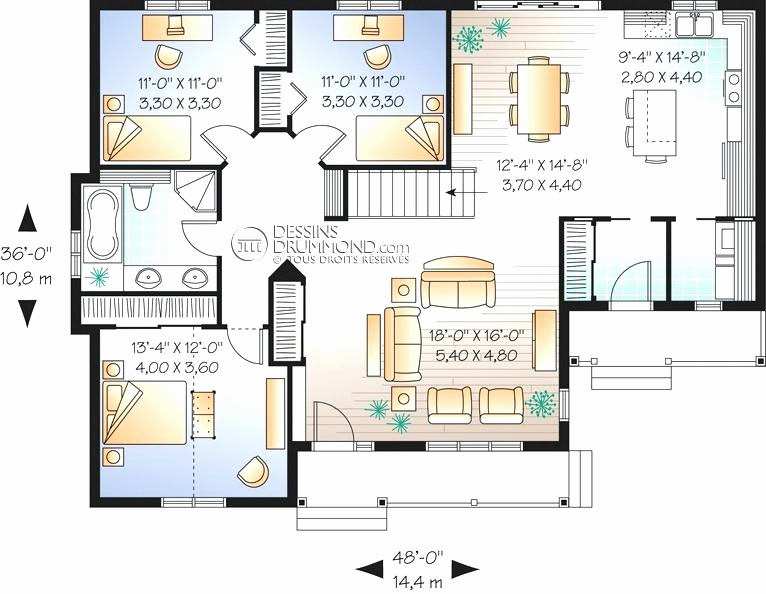 11'-0" X 11'-0"
3,30 X 3,30
11'-0" X 11'-0"
3,30 X 3,30
9'-4" X 14'-8"
2,80 X 4,40
12'-4" X 14'-8"
3,70 X 4,40
DESSINS
DRUMMOND.com
© TOUS DROITS RÉSERVÉS
36'-0"
10,8 m
13'-4" X 12'-0"
4,00 X 3,60
18'-0" X 16'-0"
5,40 X 4,80
48'-0"
14,4 m